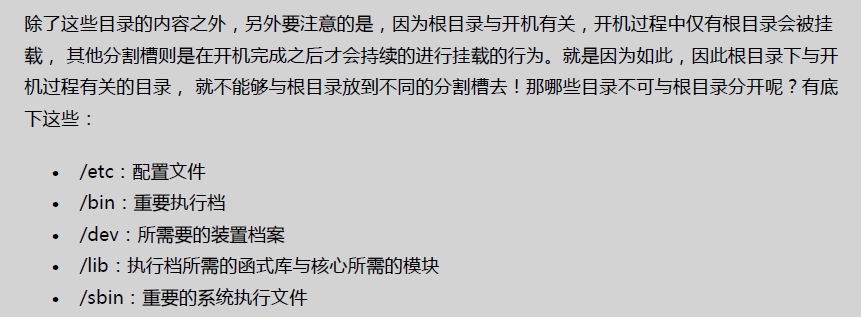 除了这些目录的内容之外，另外要注意的是，因为根目录与开机有关，开机过程中仅有根目录会被挂
载， 其他分割槽则是在开机完成之后才会持续的进行挂载的行为。就是因为如此，因此根目录下与开
机过程有关的目录， 就不能够与根目录放到不同的分割槽去！那哪些目录不可与根目录分开呢？有底
下这些：
• /etc：配置文件
• /bin：重要执行档
• /dev：所需要的装置档案
• /lib：执行档所需的函式库与核心所需的模块
• /sbin：重要的系统执行文件